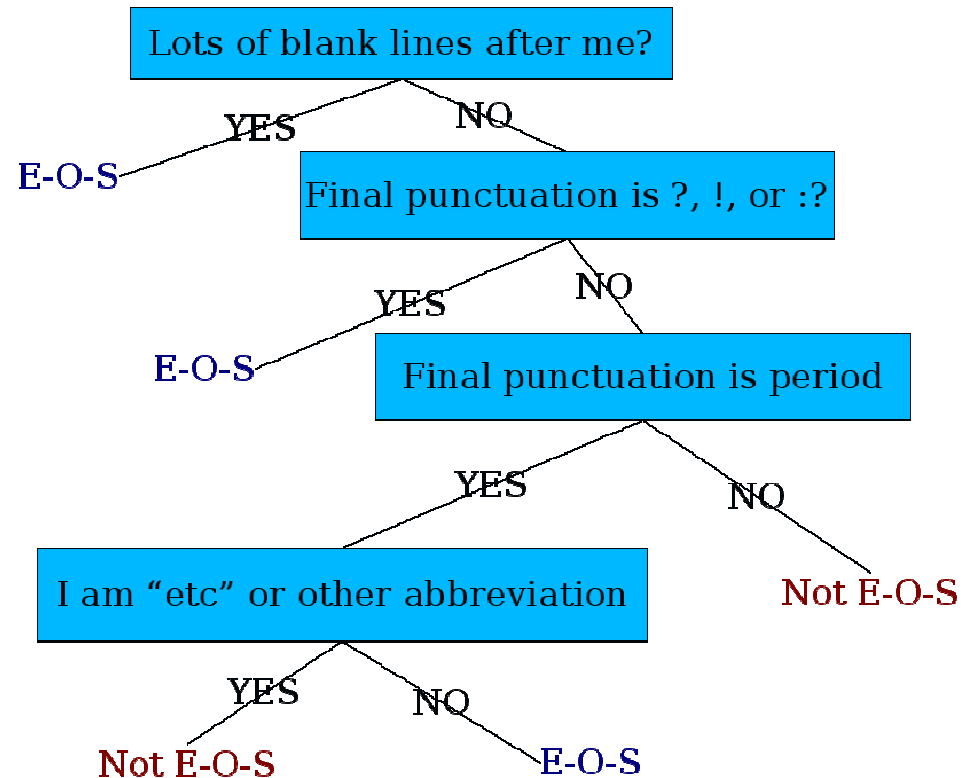 Lots of blank lines after me?
YES
NO
E-O-S
Final punctuation is ?, !, or :?
YES
NO
E-O-S
Final punctuation is period
YES
NO
I am “etc” or other abbreviation
Not E-O-S
YES
NO
Not E-O-S
E-O-S